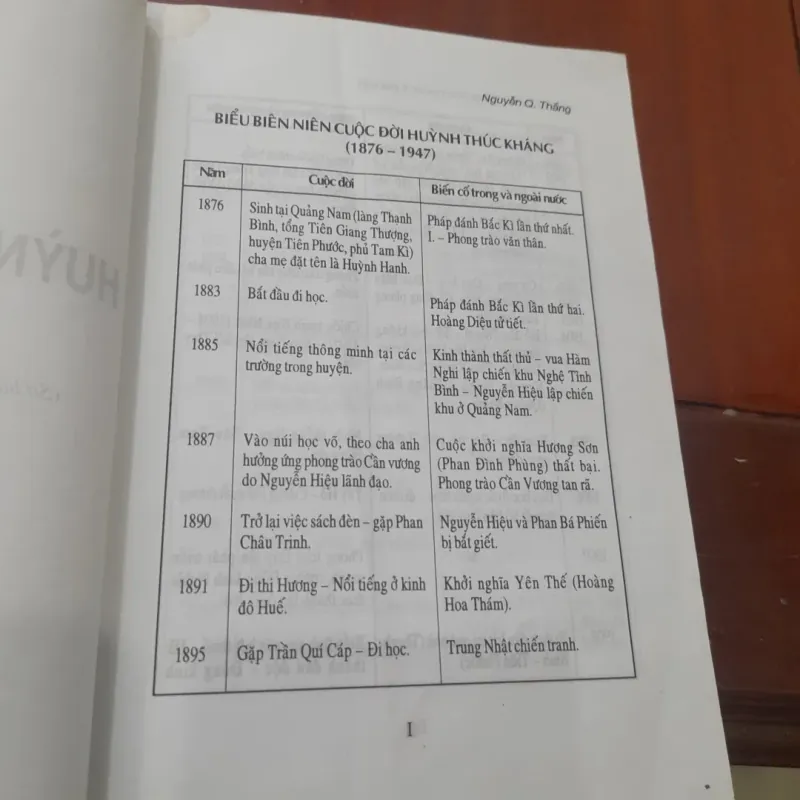 Nguyễn Q. Thắng
BIỂU BIÊN NIÊN CUỘC ĐỜI HUỲNH THÚC KHÁNG
(1876 – 1947)
Năm
Cuộc đời
Biến cố trong và ngoài nước
1876
Sinh tại Quảng Nam (làng Thạnh
Bình, tổng Tiên Giang Thượng,
huyện Tiên Phước, phủ Tam Kì)
cha mẹ đặt tên là Huỳnh Hanh.
Pháp đánh Bắc Kì lần thứ nhất.
I. – Phong trào văn thân.
1883
Bắt đầu đi học.
Pháp đánh Bắc Kì lần thứ hai.
Hoàng Diệu tử tiết.
1885
Nổi tiếng thông minh tại các
trường trong huyện.
Kinh thành thất thủ – vua Hàm
Nghi lập chiến khu Nghệ Tĩnh
Bình – Nguyễn Hiệu lập chiến
khu ở Quảng Nam.
1887
Vào núi học võ, theo cha anh
hưởng ứng phong trào Cần vương
do Nguyễn Hiệu lãnh đạo.
Cuộc khởi nghĩa Hương Sơn
(Phan Đình Phùng) thất bại.
Phong trào Cần Vương tan rã.
1890
Trở lại việc sách đèn – gặp Phan
Châu Trinh.
Nguyễn Hiệu và Phan Bá Phiến
bị bắt giết.
1891
Đi thi Hương – Nổi tiếng ở kinh
đô Huế.
Khởi nghĩa Yên Thế (Hoàng
Hoa Thám).
1895
Gặp Trần Quí Cáp – Đi học.
Trung Nhật chiến tranh.
I
HUỲN